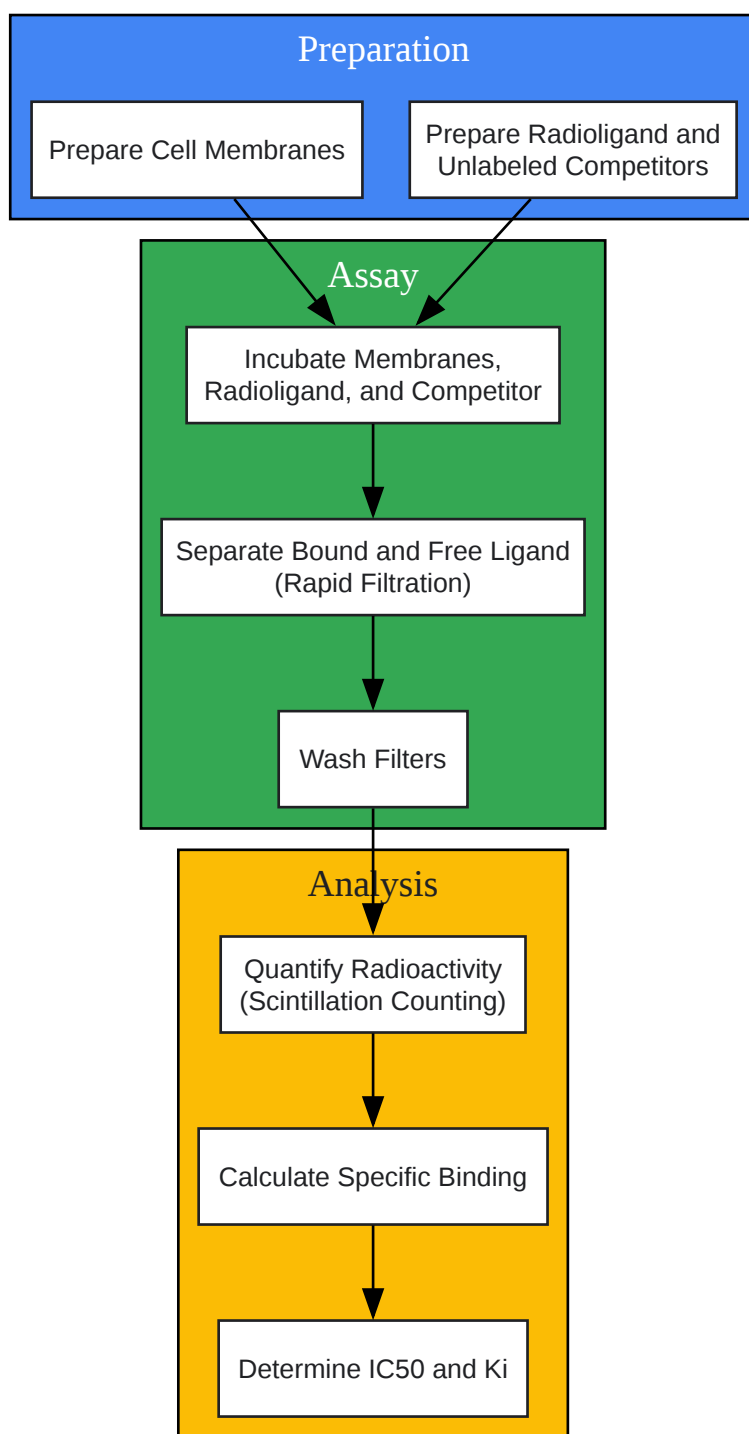 Preparation
Prepare Cell Membranes
Prepare Radioligand and
Unlabeled Competitors
Assay
Incubate Membranes,
Radioligand, and Competitor
Separate Bound and Free Ligand
(Rapid Filtration)
Wash Filters
Analysis
Quantify Radioactivity
(Scintillation Counting)
Calculate Specific Binding
Determine IC50 and Ki